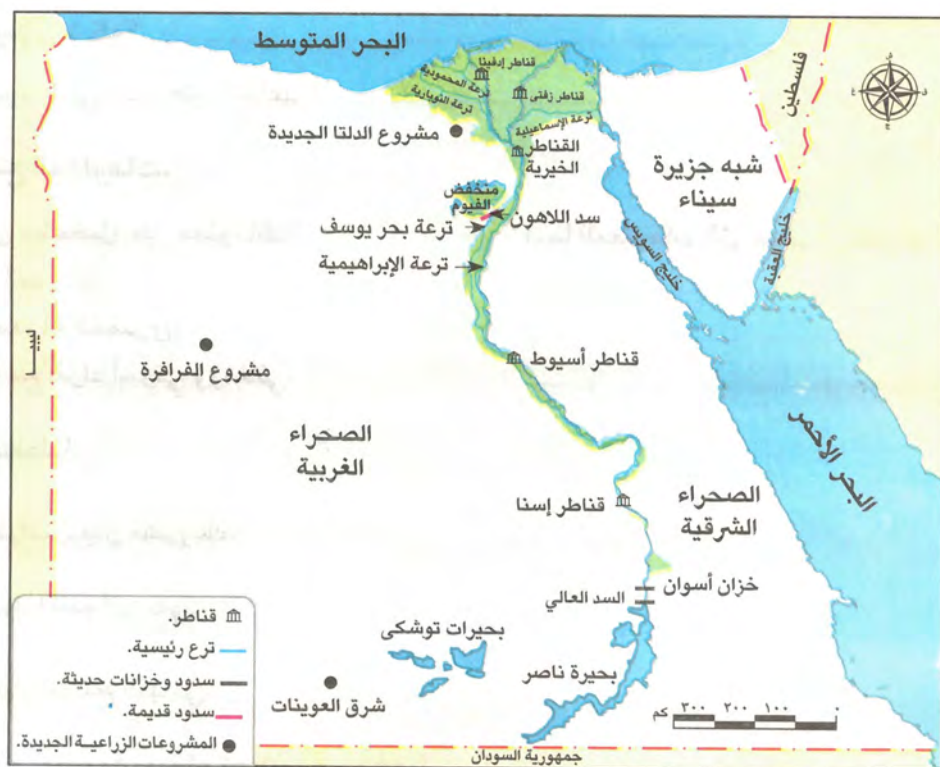 البحر المتوسط
قناطر إدفينا
ترعة المحمودية
ترعة النوبارية
قناطر زفتى
ترعة الإسماعيلية
مشروع الدلتا الجديدة
القناطر
الخيرية
فلسطين
شبه جزيرة
سيناء
منخفض
الفيوم
سد اللاهون
ترعة بحر يوسف
ترعة الإبراهيمية
خليج السويس
خليج العقبة
ليبيا
مشروع الفرافرة
قناطر أسيوط
الصحراء
الغربية
البحر الأحمر
قناطر إسنا
الصحراء
الشرقية
خزان أسوان
السد العالي
بحيرات توشكى
بحيرة ناصر
شرق العوينات
قناطر.
ترع رئيسية.
سدود وخزانات حديثة.
سدود قديمة.
المشروعات الزراعية الجديدة.
٠ ١٠٠ ٢٠٠ ٣٠٠ كم
جمهورية السودان